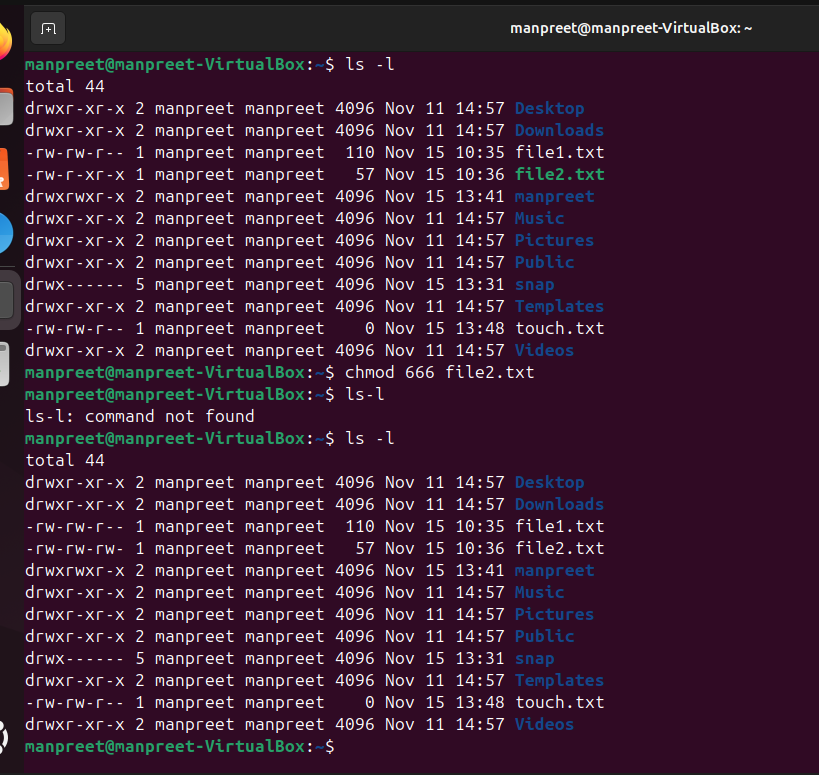 manpreet@manpreet-VirtualBox: ~
manpreet@manpreet-VirtualBox:~$ ls -l
total 44
drwxr-xr-x 2 manpreet manpreet 4096 Nov 11 14:57 Desktop
drwxr-xr-x 2 manpreet manpreet 4096 Nov 11 14:57 Downloads
-rw-rw-r-- 1 manpreet manpreet  110 Nov 15 10:35 file1.txt
-rw-r-xr-x 1 manpreet manpreet   57 Nov 15 10:36 file2.txt
drwxrwxr-x 2 manpreet manpreet 4096 Nov 15 13:41 manpreet
drwxr-xr-x 2 manpreet manpreet 4096 Nov 11 14:57 Music
drwxr-xr-x 2 manpreet manpreet 4096 Nov 11 14:57 Pictures
drwxr-xr-x 2 manpreet manpreet 4096 Nov 11 14:57 Public
drwx------ 5 manpreet manpreet 4096 Nov 15 13:31 snap
drwxr-xr-x 2 manpreet manpreet 4096 Nov 11 14:57 Templates
-rw-rw-r-- 1 manpreet manpreet    0 Nov 15 13:48 touch.txt
drwxr-xr-x 2 manpreet manpreet 4096 Nov 11 14:57 Videos
manpreet@manpreet-VirtualBox:~$ chmod 666 file2.txt
manpreet@manpreet-VirtualBox:~$ ls-l
ls-l: command not found
manpreet@manpreet-VirtualBox:~$ ls -l
total 44
drwxr-xr-x 2 manpreet manpreet 4096 Nov 11 14:57 Desktop
drwxr-xr-x 2 manpreet manpreet 4096 Nov 11 14:57 Downloads
-rw-rw-r-- 1 manpreet manpreet  110 Nov 15 10:35 file1.txt
-rw-rw-rw- 1 manpreet manpreet   57 Nov 15 10:36 file2.txt
drwxrwxr-x 2 manpreet manpreet 4096 Nov 15 13:41 manpreet
drwxr-xr-x 2 manpreet manpreet 4096 Nov 11 14:57 Music
drwxr-xr-x 2 manpreet manpreet 4096 Nov 11 14:57 Pictures
drwxr-xr-x 2 manpreet manpreet 4096 Nov 11 14:57 Public
drwx------ 5 manpreet manpreet 4096 Nov 15 13:31 snap
drwxr-xr-x 2 manpreet manpreet 4096 Nov 11 14:57 Templates
-rw-rw-r-- 1 manpreet manpreet    0 Nov 15 13:48 touch.txt
drwxr-xr-x 2 manpreet manpreet 4096 Nov 11 14:57 Videos
manpreet@manpreet-VirtualBox:~$